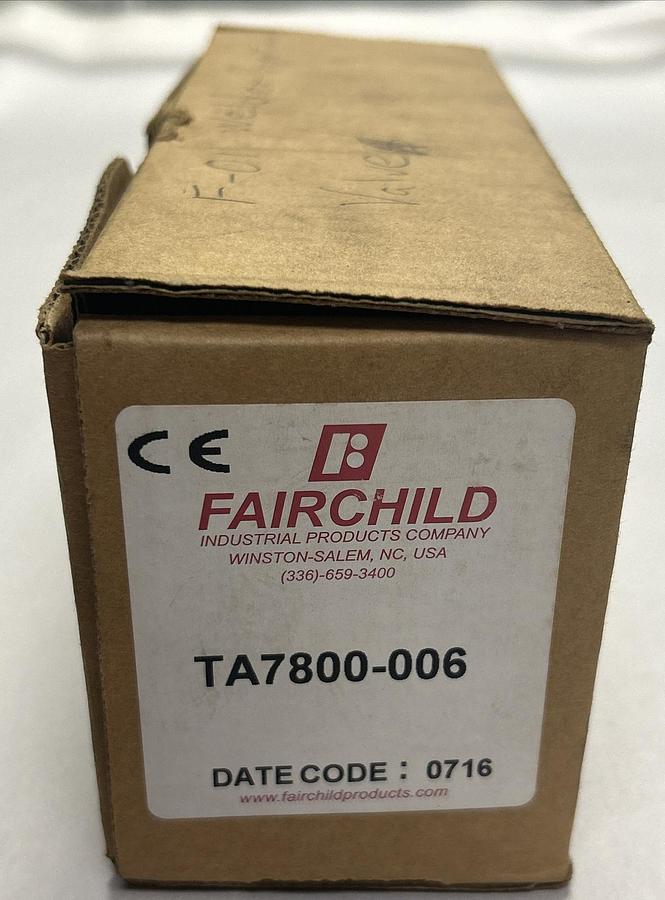 F-01
Valve
CE
FAIRCHILD
INDUSTRIAL PRODUCTS COMPANY
WINSTON-SALEM, NC, USA
(336)-659-3400
TA7800-006
DATE CODE : 0716
www.fairchildproducts.com